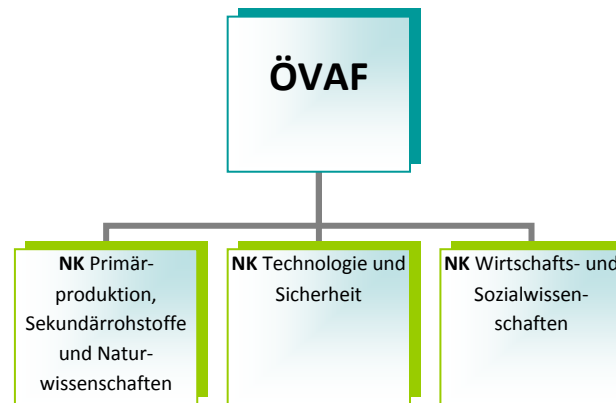 ÖVAF
NK Primär-
produktion,
Sekundärrohstoffe
und Natur-
wissenschaften
NK Technologie und
Sicherheit
NK Wirtschafts- und
Sozialwissen-
schaften